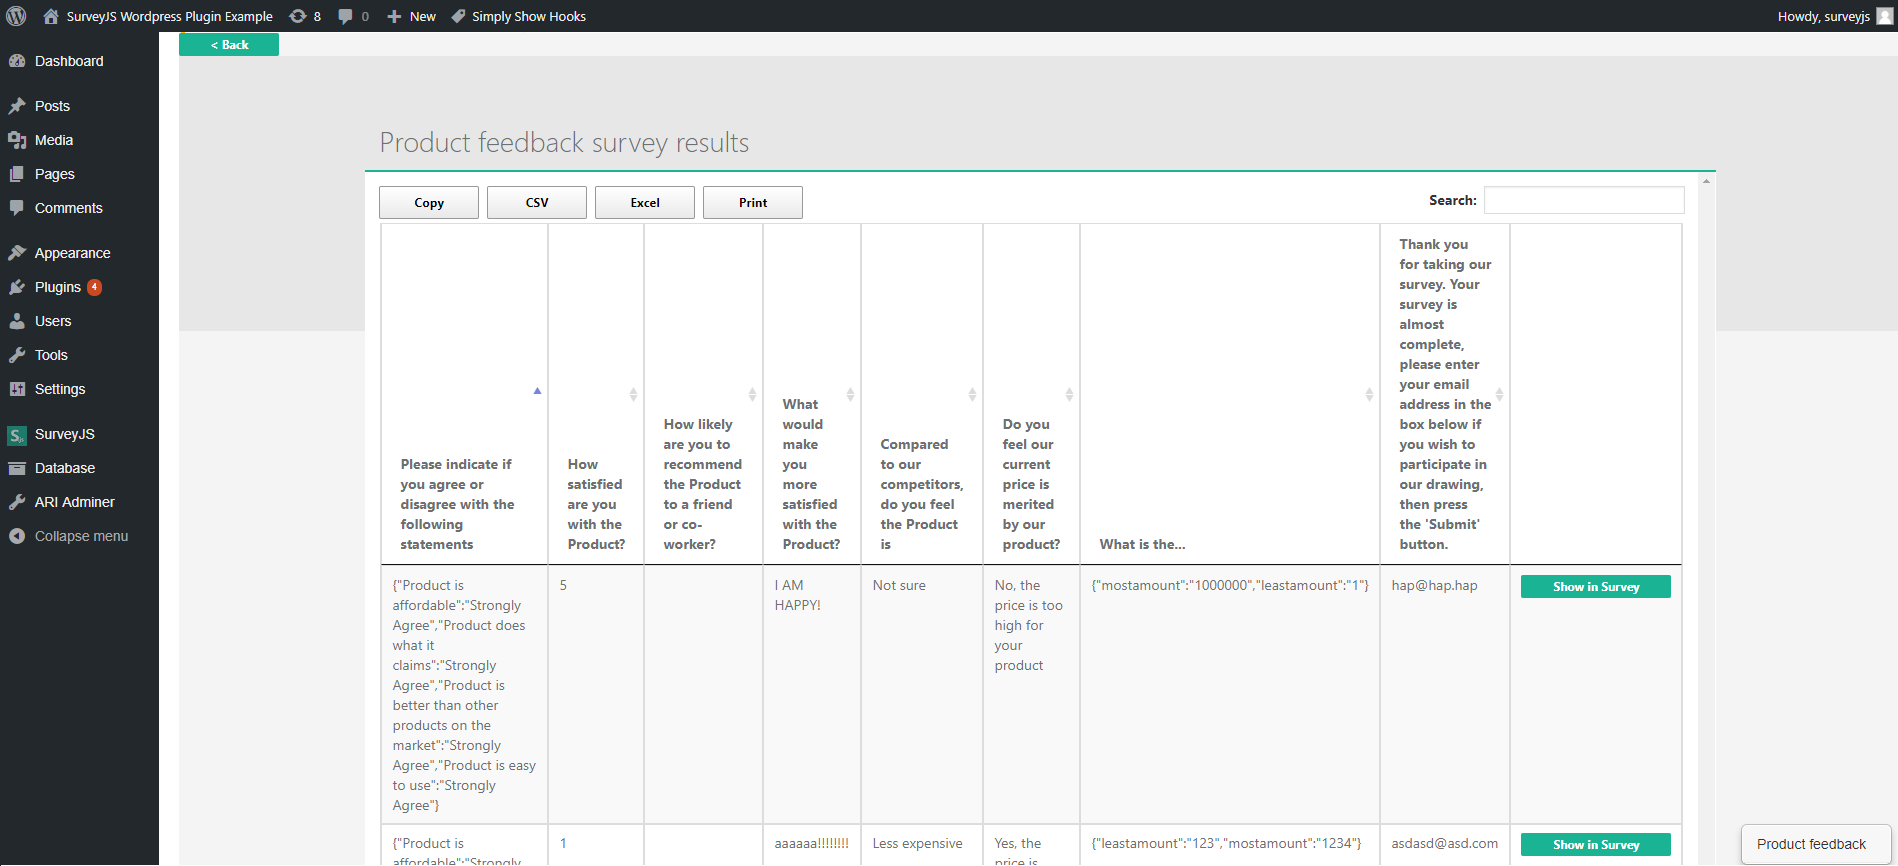 SurveyJS Wordpress Plugin Example 8 0 New Simply Show Hooks Howdy, surveyjs
Dashboard
Posts
Media
Pages
Comments
Appearance
Plugins 4
Users
Tools
Settings
SurveyJS
Database
ARI Adminer
Collapse menu
< Back
Product feedback survey results
Copy CSV Excel Print Search:
Please indicate if
you agree or
disagree with the
following
statements
How
satisfied
are you
with the
Product?
How likely
are you to
recommend
the Product
to a friend
or co-
worker?
What
would
make
you
more
satisfied
with the
Product?
Compared
to our
competitors,
do you feel
the Product
is
Do you
feel our
current
price is
merited
by our
product?
What is the...
Thank you
for taking our
survey. Your
survey is
almost
complete,
please enter
your email
address in the
box below if
you wish to
participate in
our drawing,
then press
the 'Submit'
button.
{"Product is
affordable":"Strongly
Agree","Product does
what it
claims":"Strongly
Agree","Product is
better than other
products on the
market":"Strongly
Agree","Product is easy
to use":"Strongly
Agree"}
5
I AM
HAPPY!
Not sure
No, the
price is too
high for
your
product
{"mostamount":"1000000","leastamount":"1"}
hap@hap.hap
Show in Survey
{"Product is
affordable":"Strongly
1
aaaaaa!!!!!!!!
Less expensive
Yes, the
price is
{"leastamount":"123","mostamount":"1234"}
asdasd@asd.com
Show in Survey
Product feedback